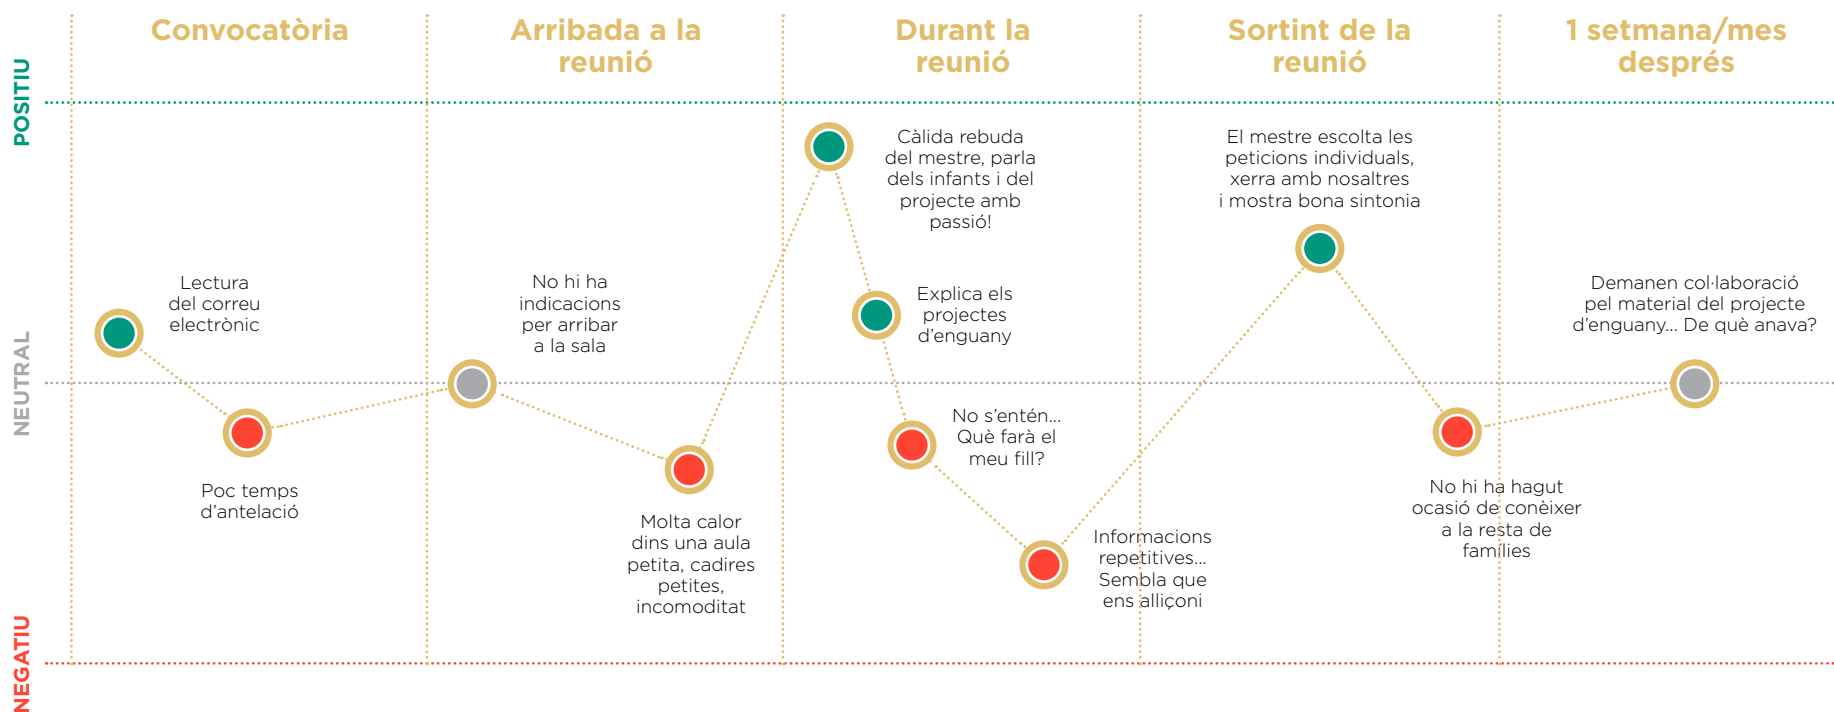 Convocatòria
Arribada a la
reunió
Durant la
reunió
Sortint de la
reunió
1 setmana/mes
després
POSITIU
NEUTRAL
NEGATIU
Lectura
del correu
electrònic
Poc temps
d’antelació
No hi ha
indicacions
per arribar
a la sala
Molta calor
dins una aula
petita, cadires
petites,
incomoditat
Càlida rebuda
del mestre, parla
dels infants i del
projecte amb
passió!
Explica els
projectes
d’enguany
No s’entén...
Què farà el
meu fill?
Informacions
repetitives...
Sembla que
ens alliçoni
El mestre escolta les
peticions individuals,
xerra amb nosaltres
i mostra bona sintonia
No hi ha hagut
ocasió de conèixer
a la resta de
famílies
Demanen col·laboració
pel material del projecte
d’enguany... De què anava?